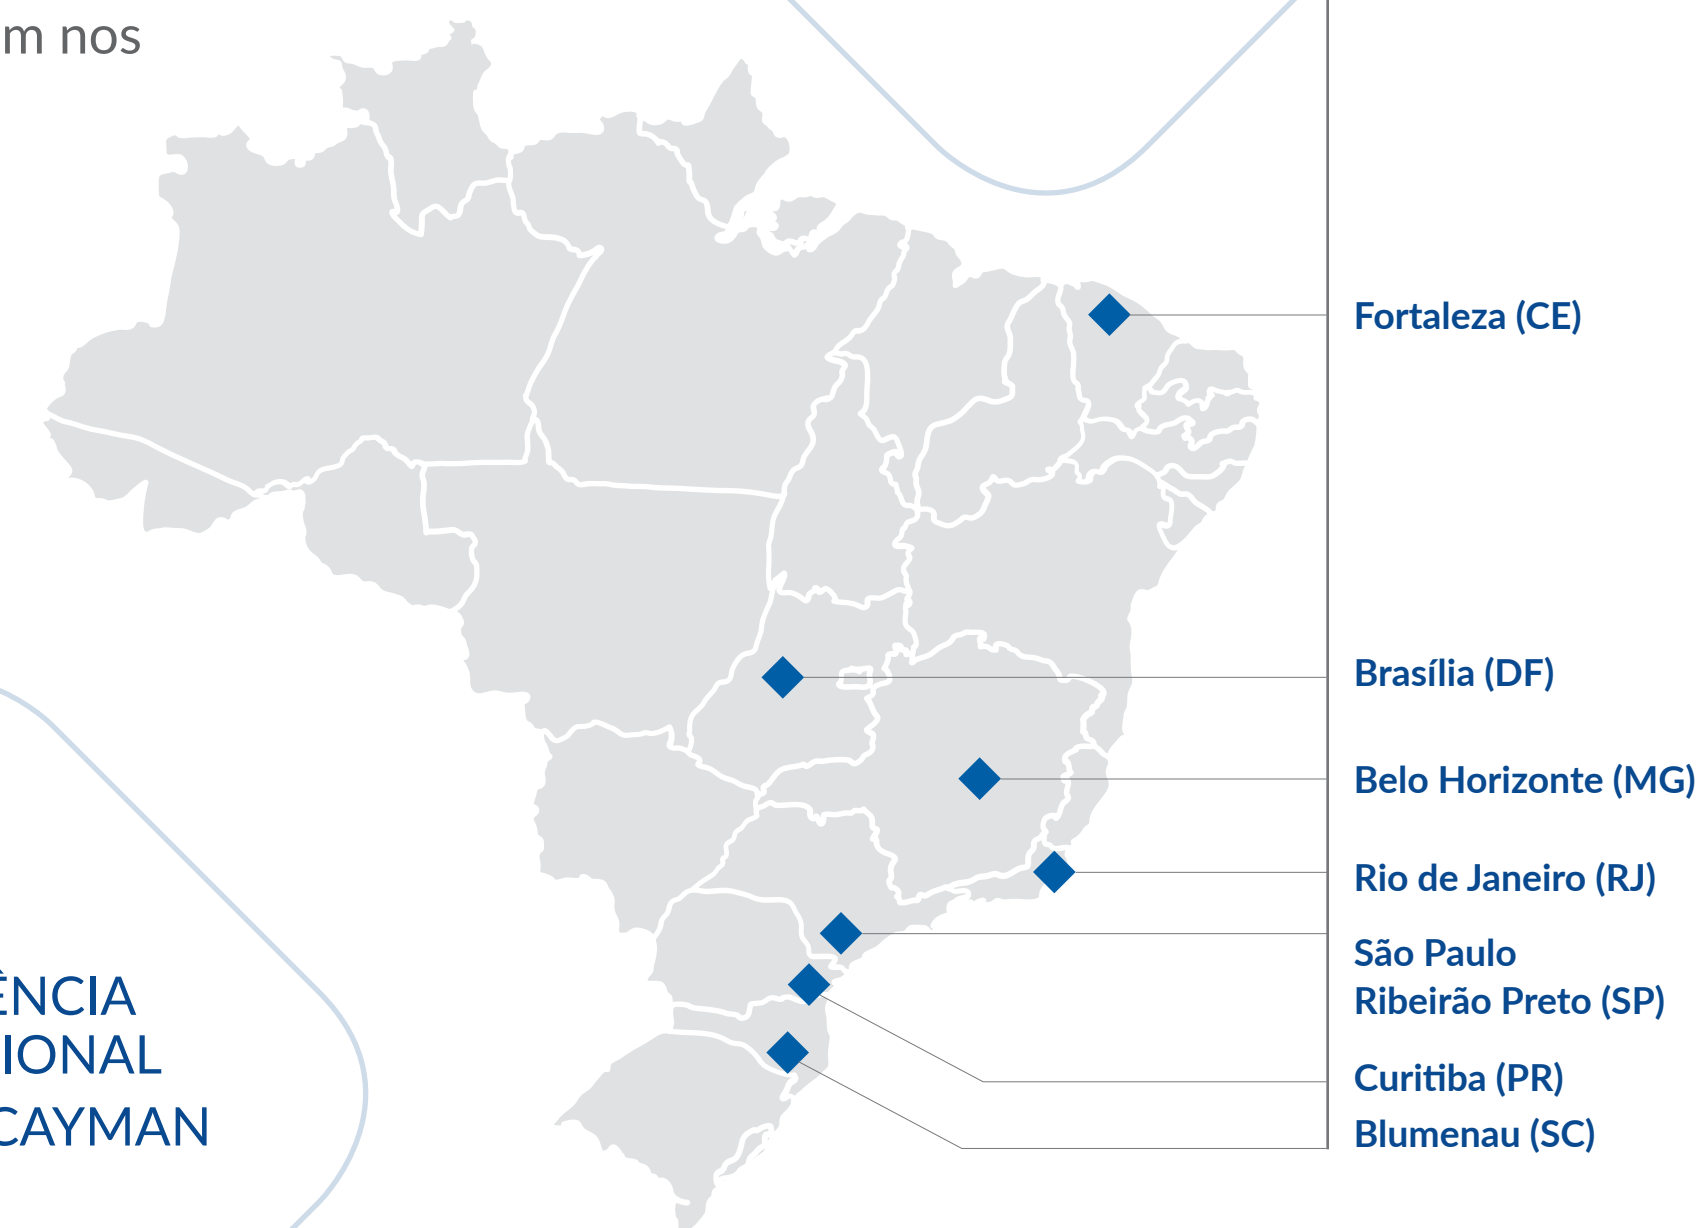 m nos
Fortaleza (CE)
Brasília (DF)
Belo Horizonte (MG)
Rio de Janeiro (RJ)
São Paulo
Ribeirão Preto (SP)
Curitiba (PR)
Blumenau (SC)
ÊNCIA
IONAL
CAYMAN